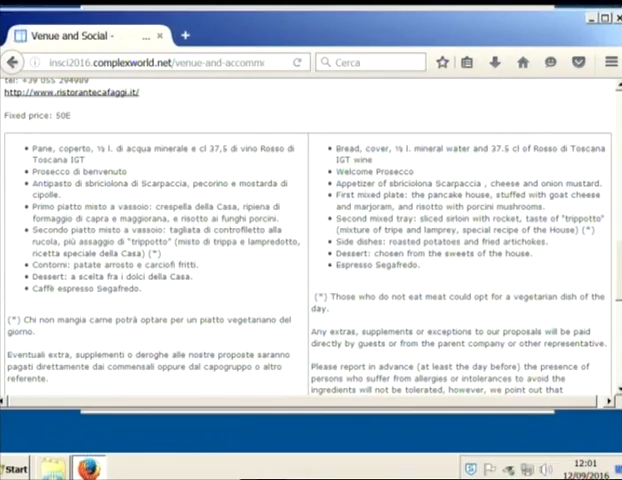 Venue and Social - ...
insci2016.complexworld.net/venue-and-accommo
Cerca
tel: +39 055 294989
http://www.ristorantecafaggi.it/
Fixed price: 50E
Pane, coperto, ½ l. di acqua minerale e cl 37,5 di vino Rosso di
Toscana IGT
Prosecco di benvenuto
Antipasto di sbriciolona di Scarpaccia, pecorino e mostarda di
cipolle.
Primo piatto misto a vassoio: crespella della Casa, ripiena di
formaggio di capra e maggiorana, e risotto ai funghi porcini.
Secondo piatto misto a vassoio: tagliata di controfiletto alla
rucola, più assaggio di "trippotto" (misto di trippa e lampredotto,
ricetta speciale della Casa) (*)
Contorni: patate arrosto e carciofi fritti.
Dessert: a scelta fra i dolci della Casa.
Caffè espresso Segafredo.
(*) Chi non mangia carne potrà optare per un piatto vegetariano del
giorno.
Eventuali extra, supplementi o deroghe alle nostre proposte saranno
pagati direttamente dai commensali oppure dal capogruppo o altro
referente.
Bread, cover, ½ l. mineral water and 37.5 cl of Rosso di Toscana
IGT wine
Welcome Prosecco
Appetizer of sbriciolona Scarpaccia , cheese and onion mustard.
First mixed plate: the pancake house, stuffed with goat cheese
and marjoram, and risotto with porcini mushrooms.
Second mixed tray: sliced sirloin with rocket, taste of "trippotto"
(mixture of tripe and lamprey, special recipe of the House) (*)
Side dishes: roasted potatoes and fried artichokes.
Dessert: chosen from the sweets of the house.
Espresso Segafredo.
(*) Those who do not eat meat could opt for a vegetarian dish of the
day.
Any extras, supplements or exceptions to our proposals will be paid
directly by guests or from the parent company or other representative.
Please report in advance (at least the day before) the presence of
persons who suffer from allergies or intolerances to avoid the
ingredients will not be tolerated, however, we point out that
Start
12:01
12/09/2016